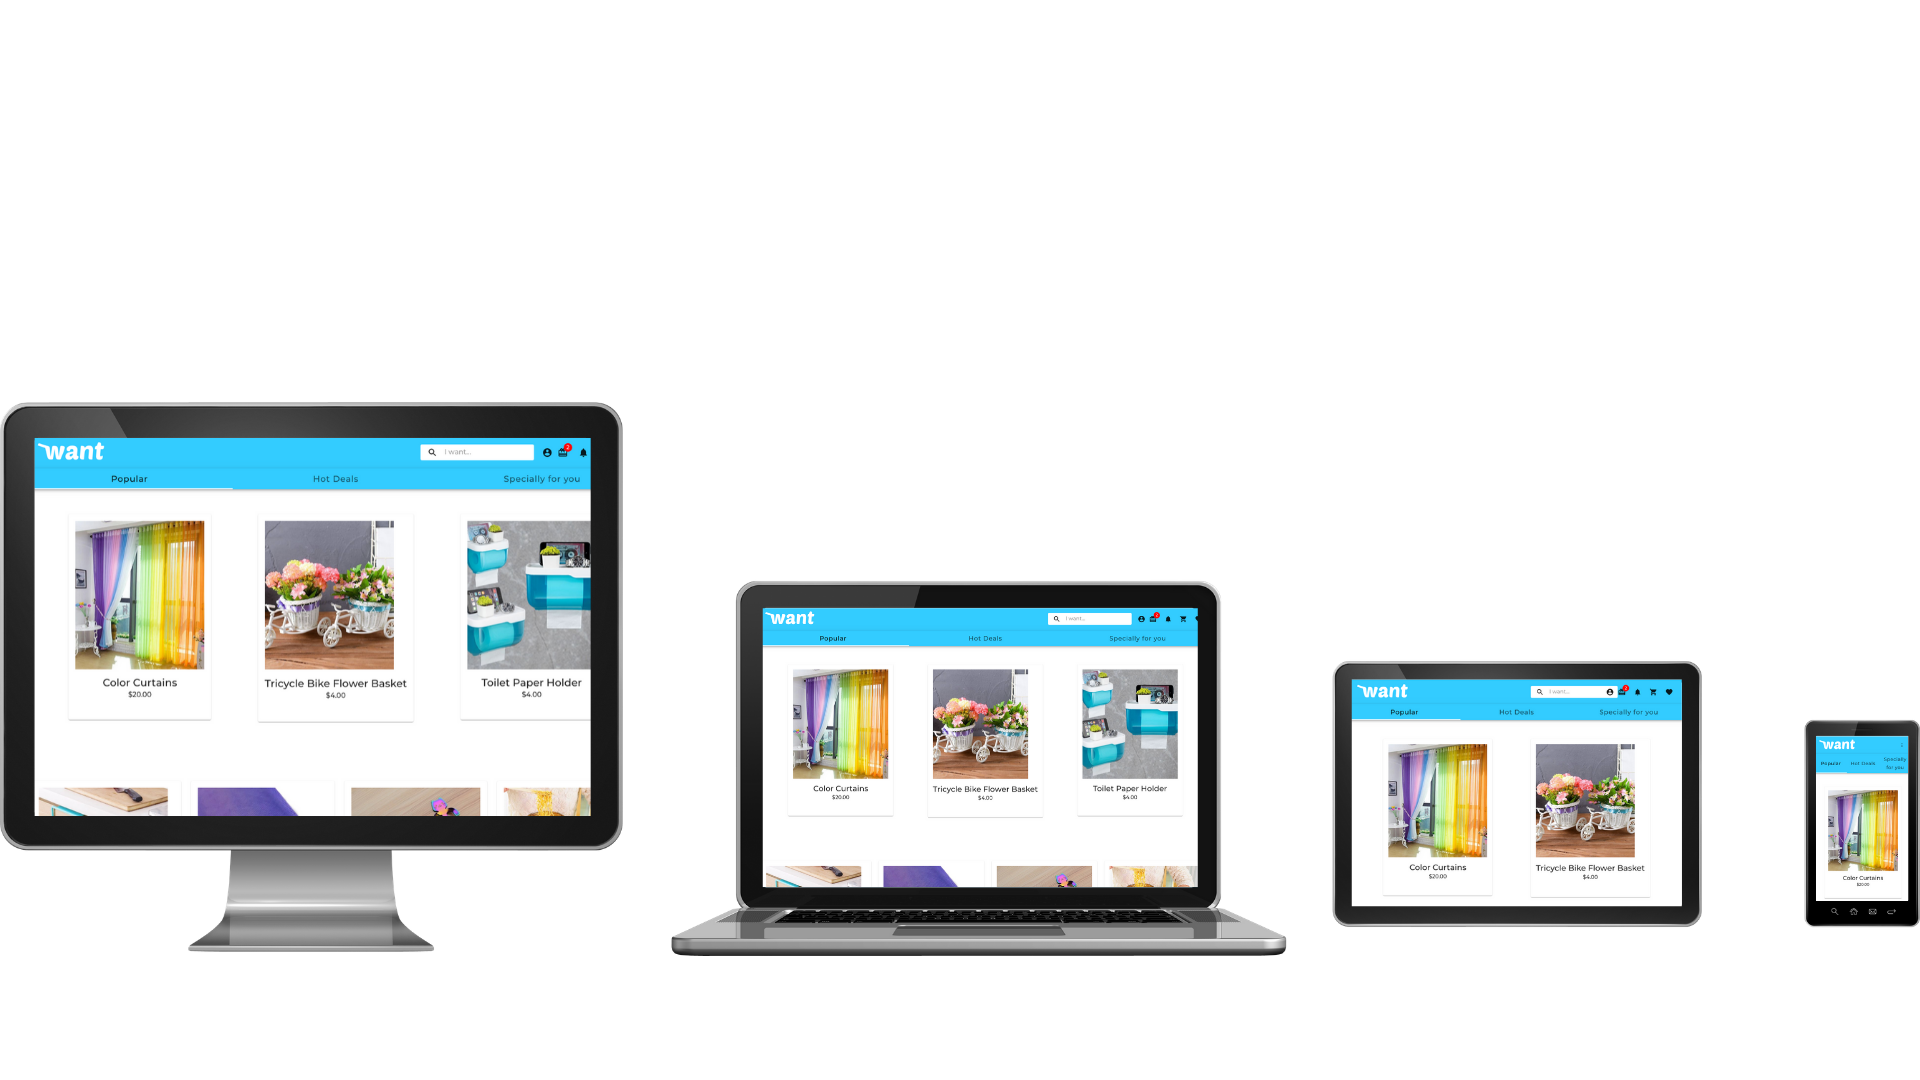 want
I want...
2
Popular
Hot Deals
Specially for you
Color Curtains
$20.00
Tricycle Bike Flower Basket
$4.00
Toilet Paper Holder
$4.00
want
I want...
Popular
Hot Deals
Specially for you
Color Curtains
$20.00
Tricycle Bike Flower Basket
$4.00
Toilet Paper Holder
$4.00
want
I want...
Popular
Hot Deals
Specially for you
Color Curtains
$20.00
Tricycle Bike Flower Basket
$4.00
want
Popular
Hot Deals
Specially
for you
Color Curtains
$20.00